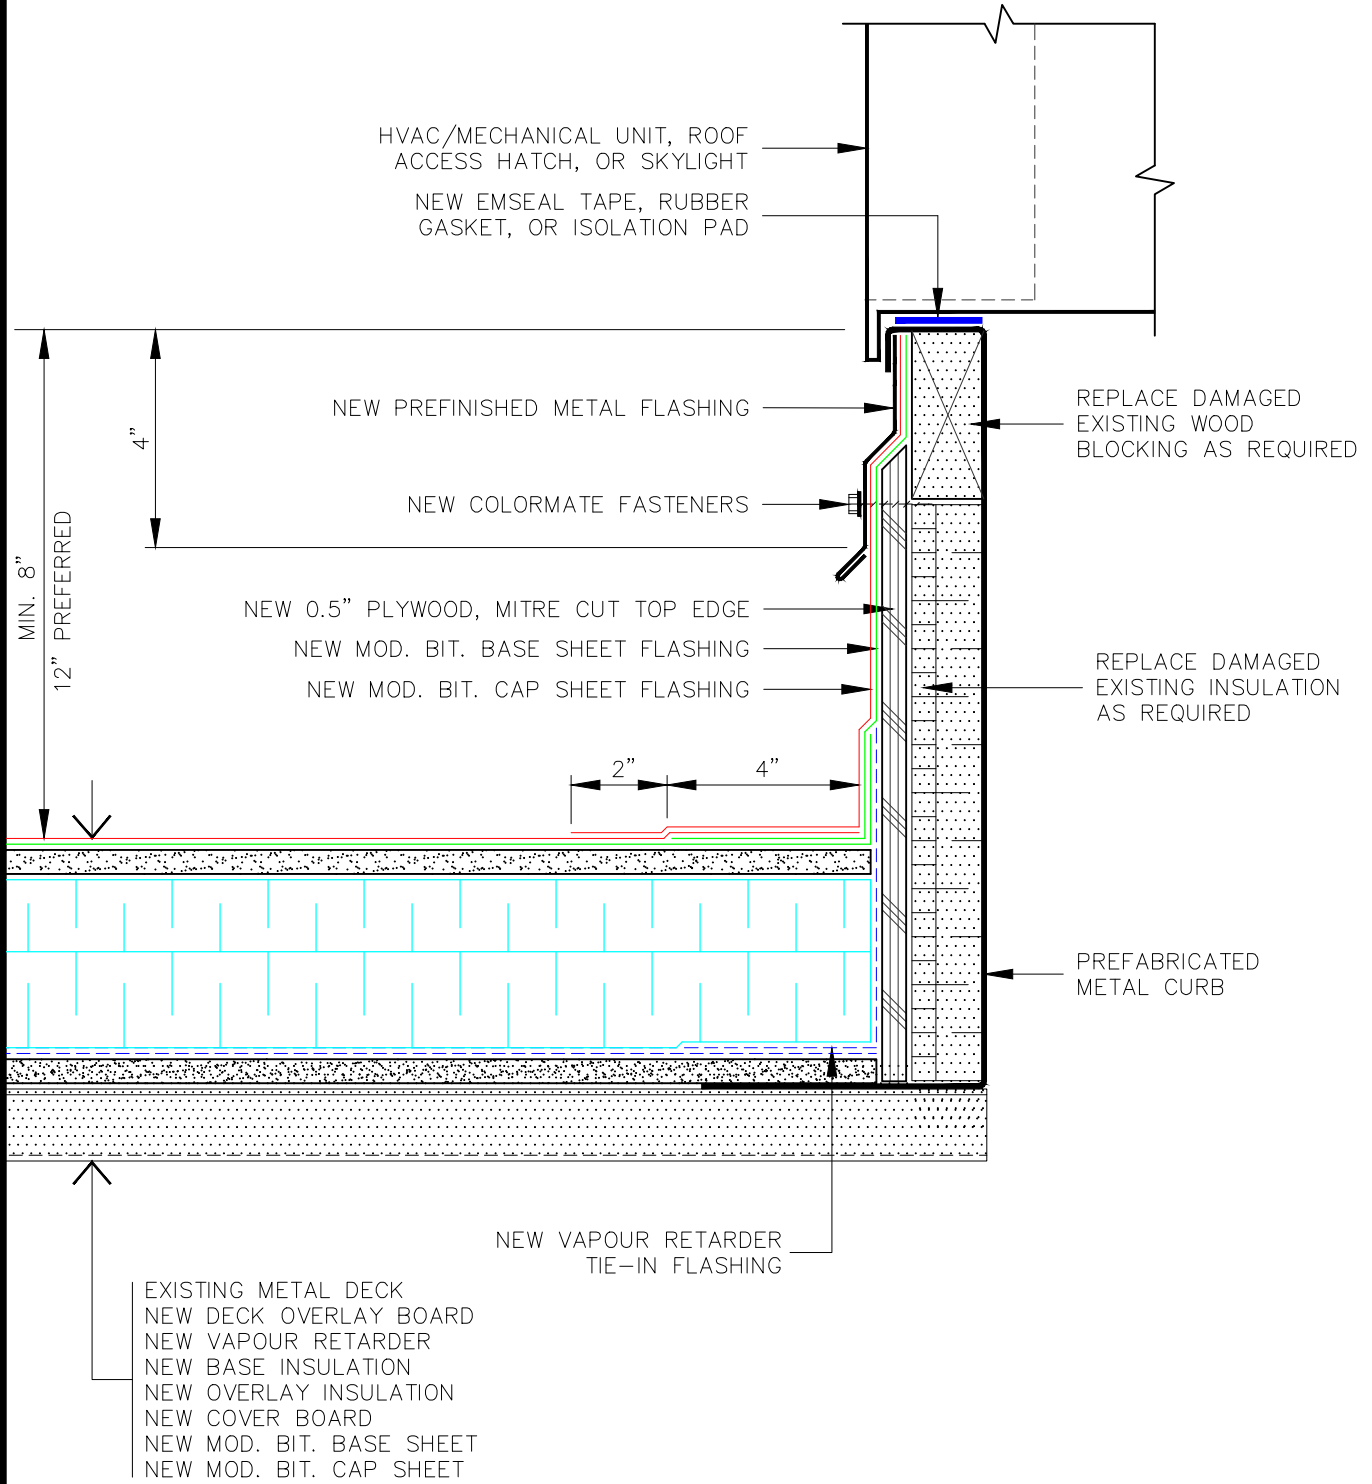 HVAC/MECHANICAL UNIT, ROOF
ACCESS HATCH, OR SKYLIGHT
NEW EMSEAL TAPE, RUBBER
GASKET, OR ISOLATION PAD
NEW PREFINISHED METAL FLASHING
REPLACE DAMAGED
EXISTING WOOD
BLOCKING AS REQUIRED
4”
NEW COLORMATE FASTENERS
MIN. 8”
12” PREFERRED
NEW 0.5” PLYWOOD, MITRE CUT TOP EDGE
NEW MOD. BIT. BASE SHEET FLASHING
NEW MOD. BIT. CAP SHEET FLASHING
REPLACE DAMAGED
EXISTING INSULATION
AS REQUIRED
2”
4”
PREFABRICATED
METAL CURB
NEW VAPOUR RETARDER
TIE-IN FLASHING
EXISTING METAL DECK
NEW DECK OVERLAY BOARD
NEW VAPOUR RETARDER
NEW BASE INSULATION
NEW OVERLAY INSULATION
NEW COVER BOARD
NEW MOD. BIT. BASE SHEET
NEW MOD. BIT. CAP SHEET